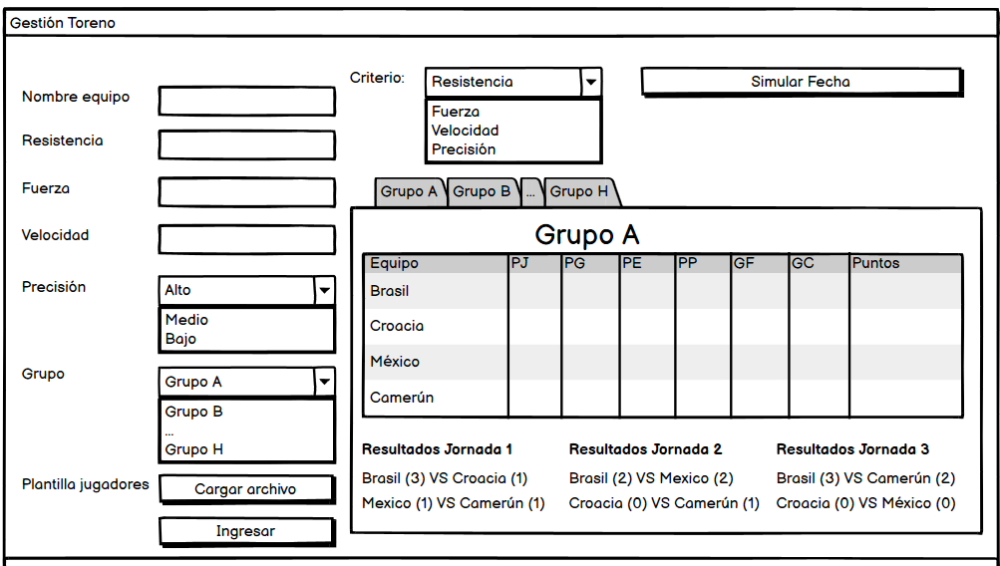 Gestión Toreno
Nombre equipo
Resistencia
Fuerza
Velocidad
Precisión
Alto
Medio
Bajo
Grupo
Grupo A
Grupo B
...
Grupo H
Plantilla jugadores
Cargar archivo
Ingresar
Criterio:
Resistencia
Fuerza
Velocidad
Precisión
Simular Fecha
Grupo A Grupo B ... Grupo H
Grupo A
Equipo PJ PG PE PP GF GC Puntos
Brasil
Croacia
México
Camerún
Resultados Jornada 1
Brasil (3) VS Croacia (1)
Mexico (1) VS Camerún (1)
Resultados Jornada 2
Brasil (2) VS Mexico (2)
Croacia (0) VS Camerún (1)
Resultados Jornada 3
Brasil (3) VS Camerún (2)
Croacia (0) VS México (0)